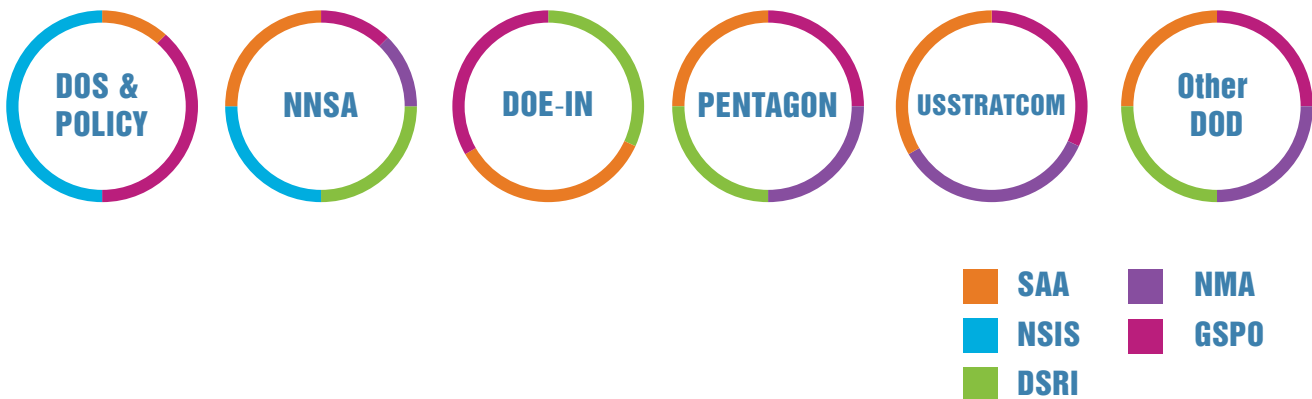 DOS &
POLICY
NNSA
DOE-IN
PENTAGON
USSTRATCOM
Other
DOD
SAA
NMA
NSIS
GSPO
DSRI